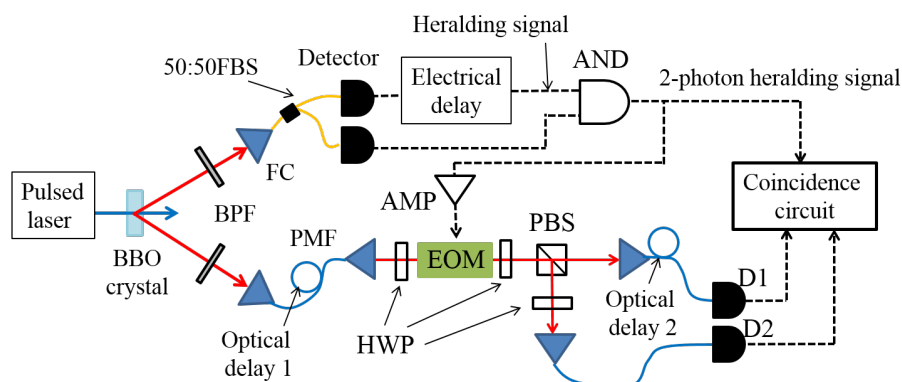 Heralding signal
Detector
AND
50:50FBS
Electrical
delay
2-photon heralding signal
FC
Pulsed
laser
BPF
AMP
Coincidence
circuit
PMF
PBS
EOM
BBO
crystal
D1
Optical
delay 1
HWP
Optical
delay 2
D2